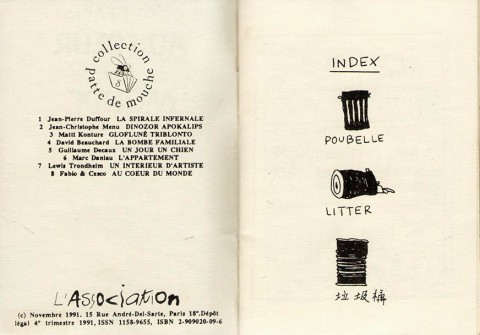 collection
patte de mouche
1 Jean-Pierre Duffour LA SPIRALE INFERNALE
2 Jean-Christophe Menu DINOZOR APOKALIPS
3 Matti Konture GLOFLUNÉ TRIBLONTO
4 David Beauchard LA BOMBE FAMILIALE
5 Guillaume Decaux UN JOUR UN CHIEN
6 Marc Daniau L'APPARTEMENT
7 Lewis Trondheim UN INTERIEUR D'ARTISTE
8 Fabio & Casco AU COEUR DU MONDE
L'ASSOCIATION
(c) Novembre 1991. 15 Rue André-Del-Sarte, Paris 18°.Dépôt
légal 4° trimestre 1991, ISSN 1158-9655, ISBN 2-909020-09-6
INDEX
POUBELLE
LITTER
垃圾桶